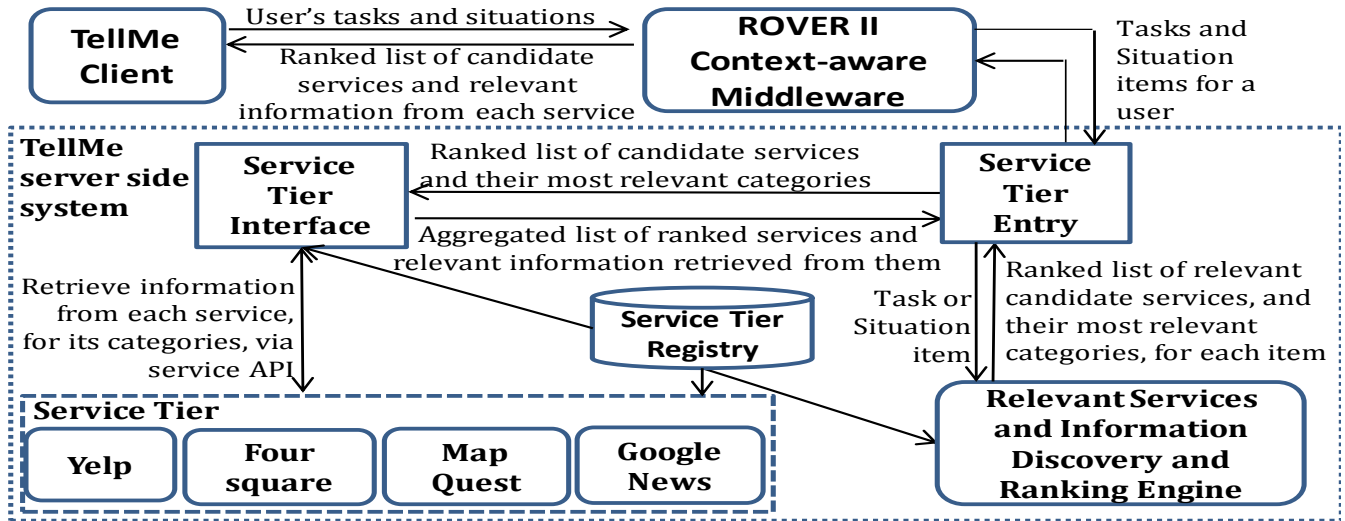 TellMe
Client
User's tasks and situations
Ranked list of candidate
services and relevant
information from each service
ROVER II
Context-aware
Middleware
Tasks and
Situation
items for a
user
TellMe
server side
system
Service
Tier
Interface
Ranked list of candidate services
and their most relevant categories
Aggregated list of ranked services and
relevant information retrieved from them
Service
Tier
Entry
Retrieve information
from each service,
for its categories, via
service API
Service Tier
Registry
Task or
Situation
item
Ranked list of relevant
candidate services, and
their most relevant
categories, for each item
Service Tier
Yelp
Four
square
Map
Quest
Google
News
Relevant Services
and Information
Discovery and
Ranking Engine